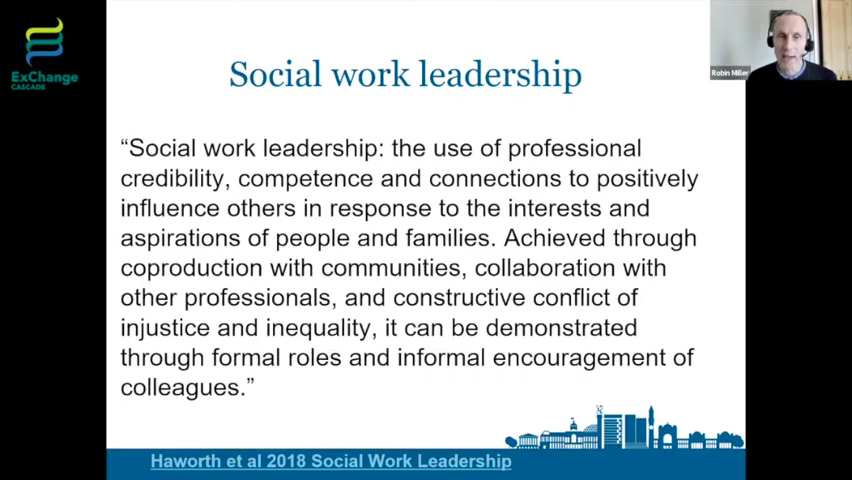 ExChange
CASCADE
Robin Miller
Social work leadership
“Social work leadership: the use of professional
credibility, competence and connections to positively
influence others in response to the interests and
aspirations of people and families. Achieved through
coproduction with communities, collaboration with
other professionals, and constructive conflict of
injustice and inequality, it can be demonstrated
through formal roles and informal encouragement of
colleagues.”
Haworth et al 2018 Social Work Leadership